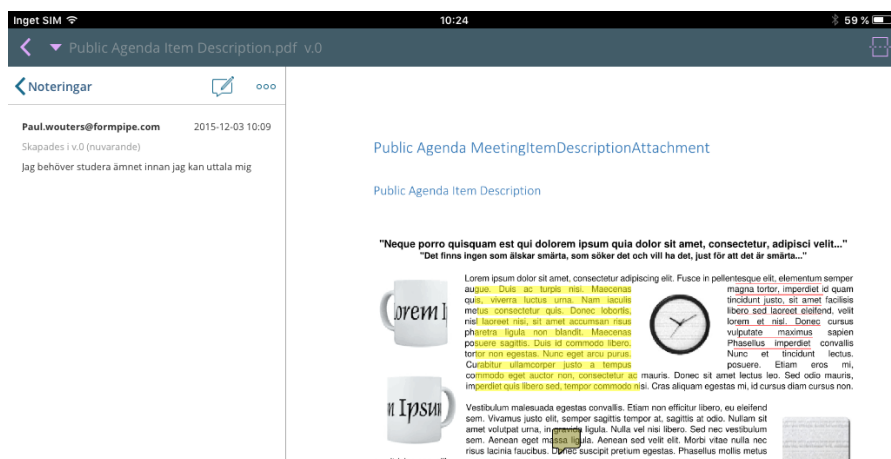 Inget SIM 10:24 59 %
Public Agenda Item Description.pdf v.0
Noteringar
Paul.wouters@formpipe.com 2015-12-03 10:09
Skapades i v.0 (nuvarande)
Jag behöver studera ämnet innan jag kan uttala mig
Public Agenda MeetingItemDescriptionAttachment
Public Agenda Item Description
"Neque porro quisquam est qui dolorem ipsum quia dolor sit amet, consectetur, adipisci velit..."
"Det finns ingen som älskar smärta, som söker det och vill ha det, just för att det är smärta..."
Lorem ipsum dolor sit amet, consectetur adipiscing elit. Fusce in pellentesque elit, elementum semper
augue. Duis ac turpis nisi. Maecenas
quis, viverra luctus urna. Nam iaculis
metus consectetur quis. Donec lobortis,
nisl laoreet nisi, sit amet accumsan risus
pharetra ligula non blandit. Maecenas
posuere sagittis. Duis id commodo libero.
tortor non egestas. Nunc eget arcu purus.
Curabitur ullamcorper justo a tempus
magna tortor, imperdiet id quam
tincidunt justo, sit amet facilisis
libero sed laoreet eleifend, velit
lorem et nisl. Donec cursus
vulputate maximus sapien
Phasellus imperdiet convallis
Nunc et tincidunt lectus.
posuere. Etiam eros mi,
commodo eget auctor non, consectetur ac mauris. Donec sit amet lectus leo. Sed odio mauris,
imperdiet quis libero sed, tempor commodo nisi. Cras aliquam egestas mi, id cursus diam cursus non.
orem I
m Ipsum
Vestibulum malesuada egestas convallis. Etiam non efficitur libero, eu eleifend
sem. Vivamus justo elit, semper sagittis tempor at, sagittis at odio. Nullam sit
amet volutpat urna, in gravida ligula. Nulla vel nisi libero. Sed nec vestibulum
sem. Aenean eget massa ligula. Aenean sed velit elit. Morbi vitae nulla nec
risus lacinia faucibus. Donec suscipit pretium egestas. Phasellus mollis metus